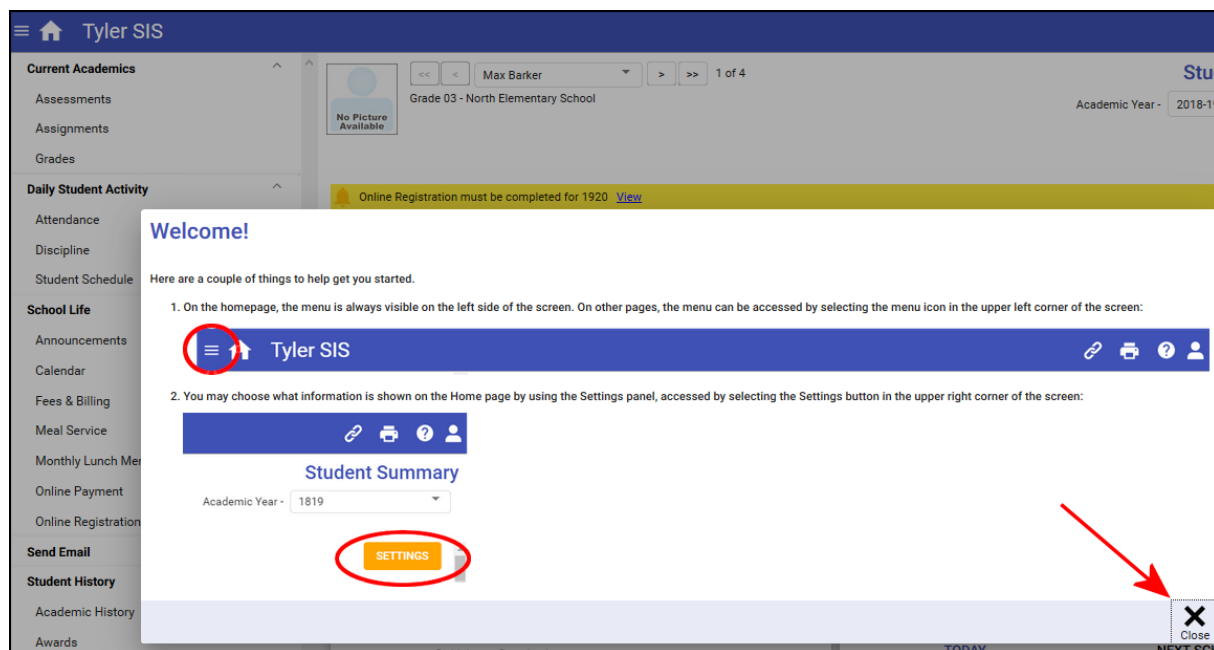 Tyler SIS
Current Academics
Assessments
Assignments
Grades
Daily Student Activity
Attendance
Discipline
Student Schedule
School Life
Announcements
Calendar
Fees & Billing
Meal Service
Monthly Lunch Mer
Online Payment
Online Registration
Send Email
Student History
Academic History
Awards
No Picture
Available
<< < Max Barker > >> 1 of 4
Grade 03 - North Elementary School
Stu
Academic Year - 2018-19
Online Registration must be completed for 1920 View
Welcome!
Here are a couple of things to help get you started.
1. On the homepage, the menu is always visible on the left side of the screen. On other pages, the menu can be accessed by selecting the menu icon in the upper left corner of the screen:
Tyler SIS
2. You may choose what information is shown on the Home page by using the Settings panel, accessed by selecting the Settings button in the upper right corner of the screen:
Student Summary
Academic Year - 1819
SETTINGS
Close
TODAY